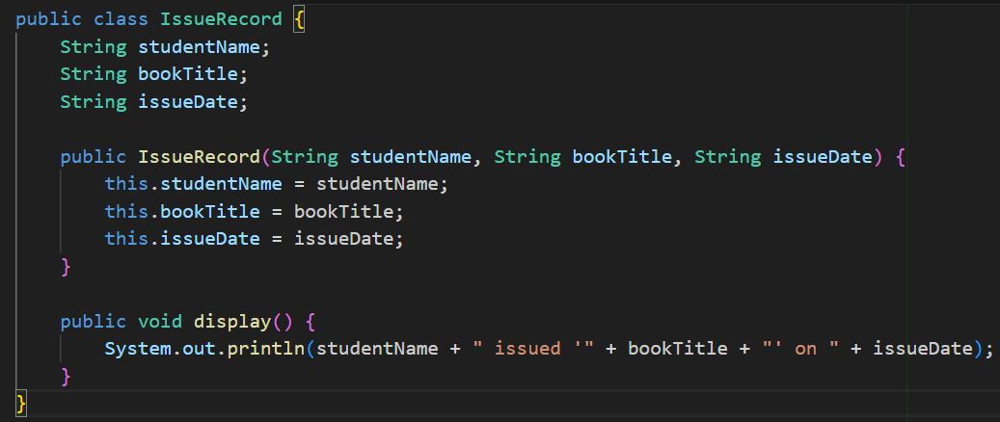 public class IssueRecord {
    String studentName;
    String bookTitle;
    String issueDate;

    public IssueRecord(String studentName, String bookTitle, String issueDate) {
        this.studentName = studentName;
        this.bookTitle = bookTitle;
        this.issueDate = issueDate;
    }

    public void display() {
        System.out.println(studentName + " issued '" + bookTitle + "' on " + issueDate);
    }
}